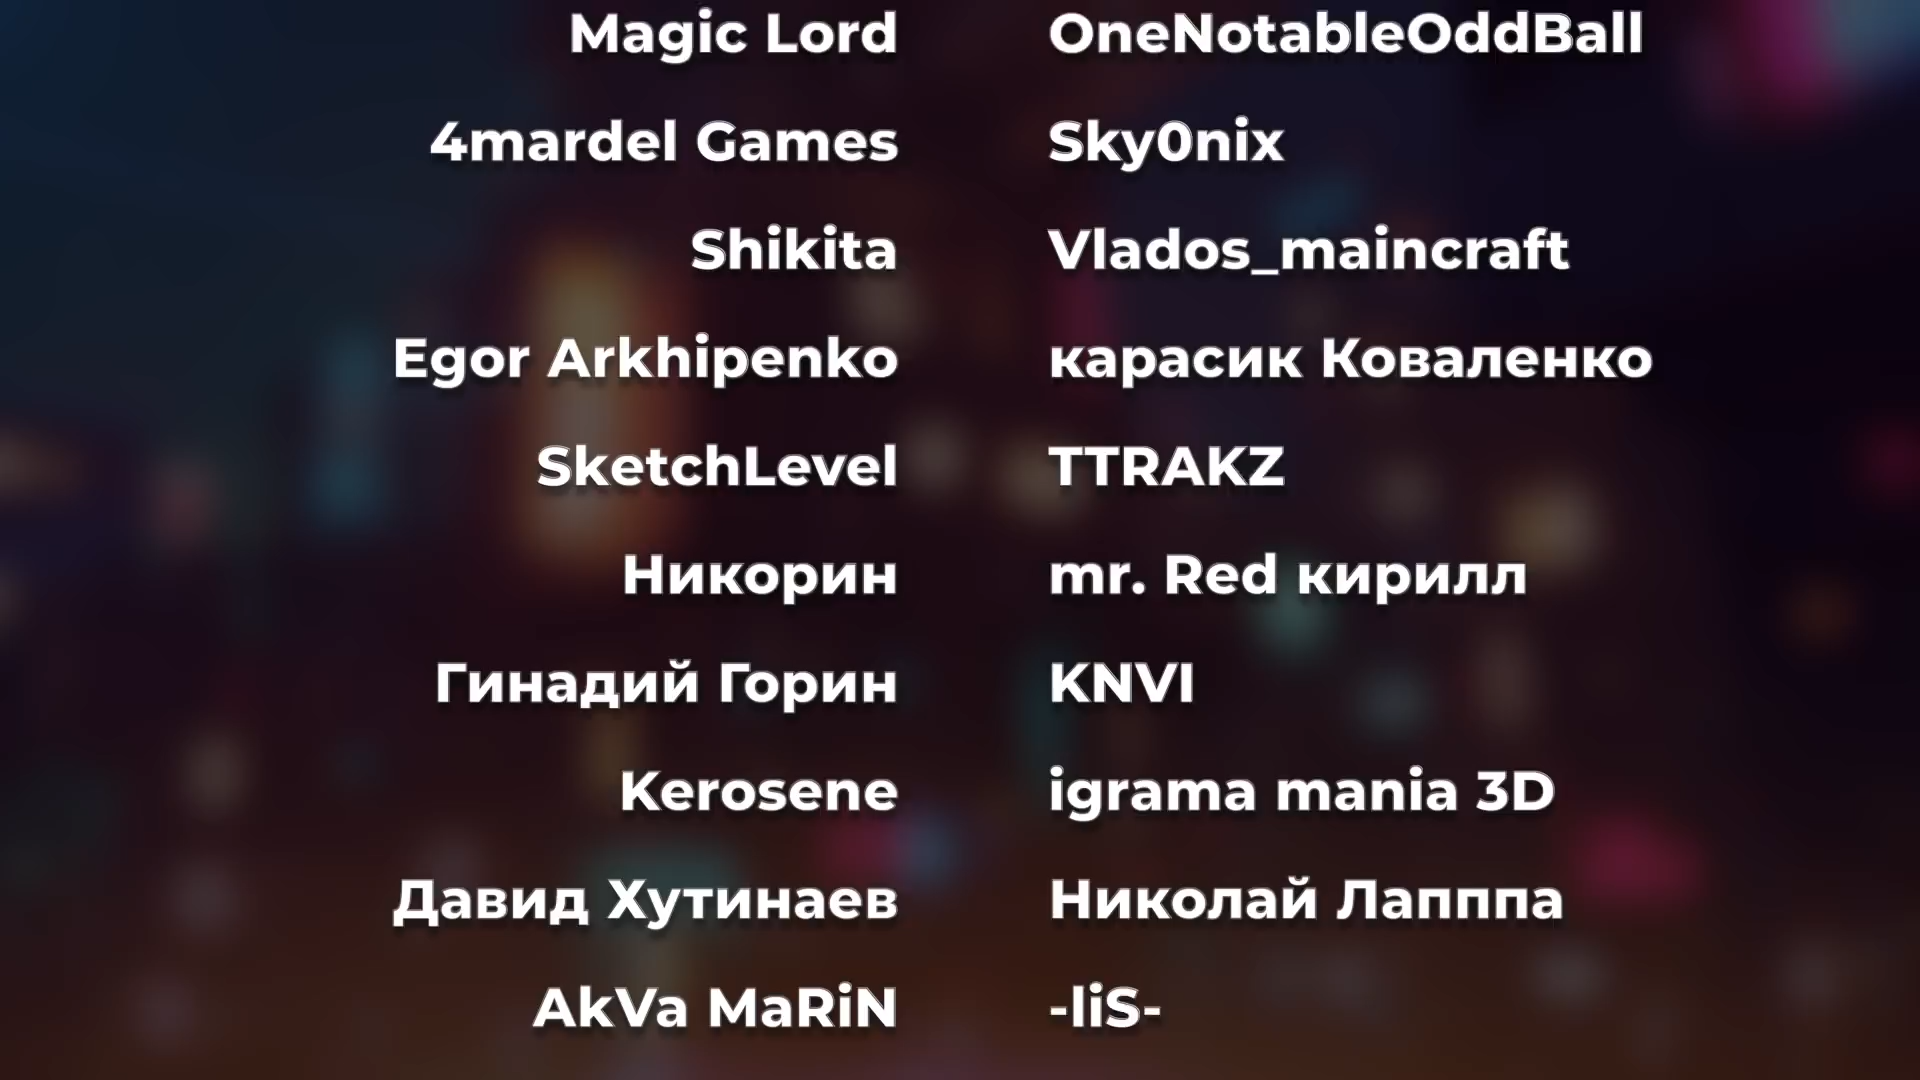 Magic Lord OneNotableOddBall
4mardel Games Sky0nix
Shikita Vlados_maincraft
Egor Arkhipenko карасик Коваленко
SketchLevel TTRAKZ
Никорин mr. Red кирилл
Гинадий Горин KNVI
Kerosene igrama mania 3D
Давид Хутинаев Николай Лапппа
AkVa MaRiN -liS-